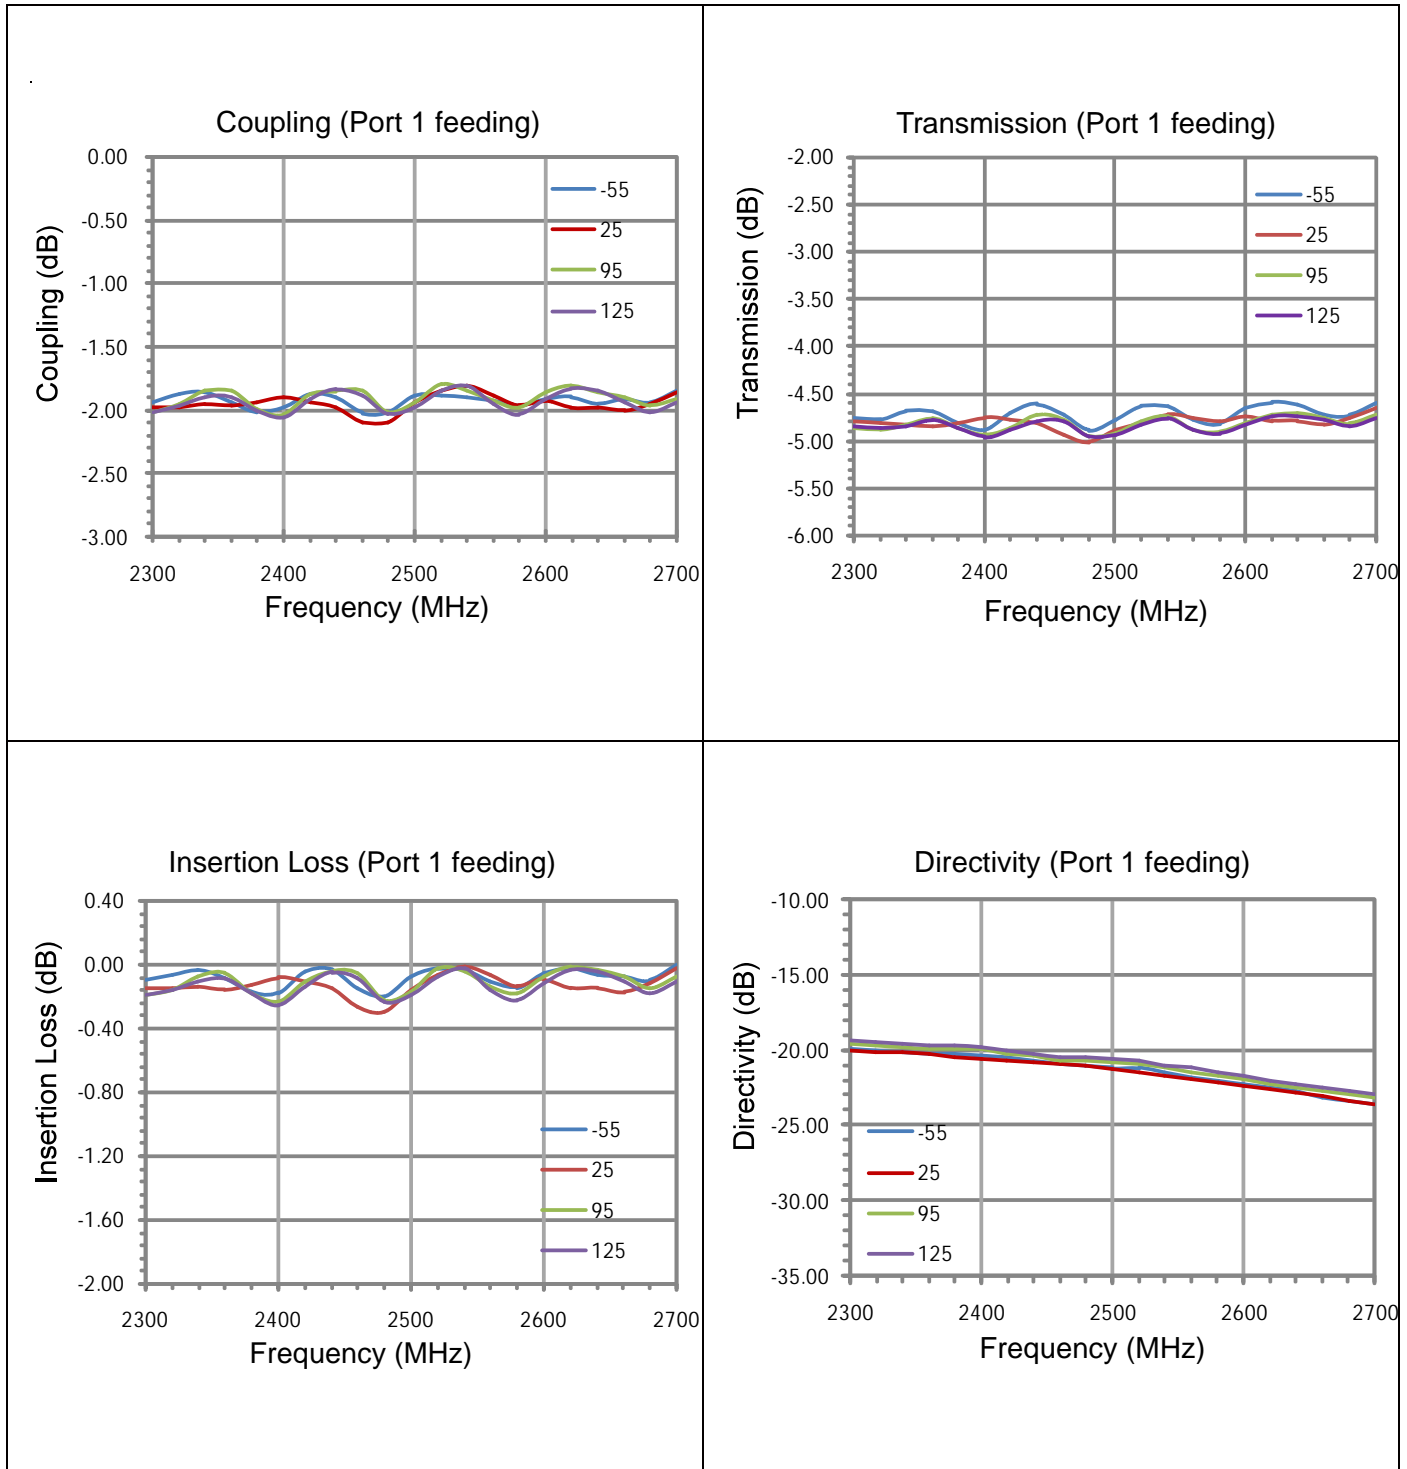 Coupling (Port 1 feeding)
Coupling (dB)
0.00
-0.50
-1.00
-1.50
-2.00
-2.50
-3.00
-55
25
95
125
2300 2400 2500 2600 2700
Frequency (MHz)
Transmission (Port 1 feeding)
Transmission (dB)
-2.00
-2.50
-3.00
-3.50
-4.00
-4.50
-5.00
-5.50
-6.00
-55
25
95
125
2300 2400 2500 2600 2700
Frequency (MHz)
Insertion Loss (Port 1 feeding)
Insertion Loss (dB)
0.40
0.00
-0.40
-0.80
-1.20
-1.60
-2.00
-55
25
95
125
2300 2400 2500 2600 2700
Frequency (MHz)
Directivity (Port 1 feeding)
Directivity (dB)
-10.00
-15.00
-20.00
-25.00
-30.00
-35.00
-55
25
95
125
2300 2400 2500 2600 2700
Frequency (MHz)